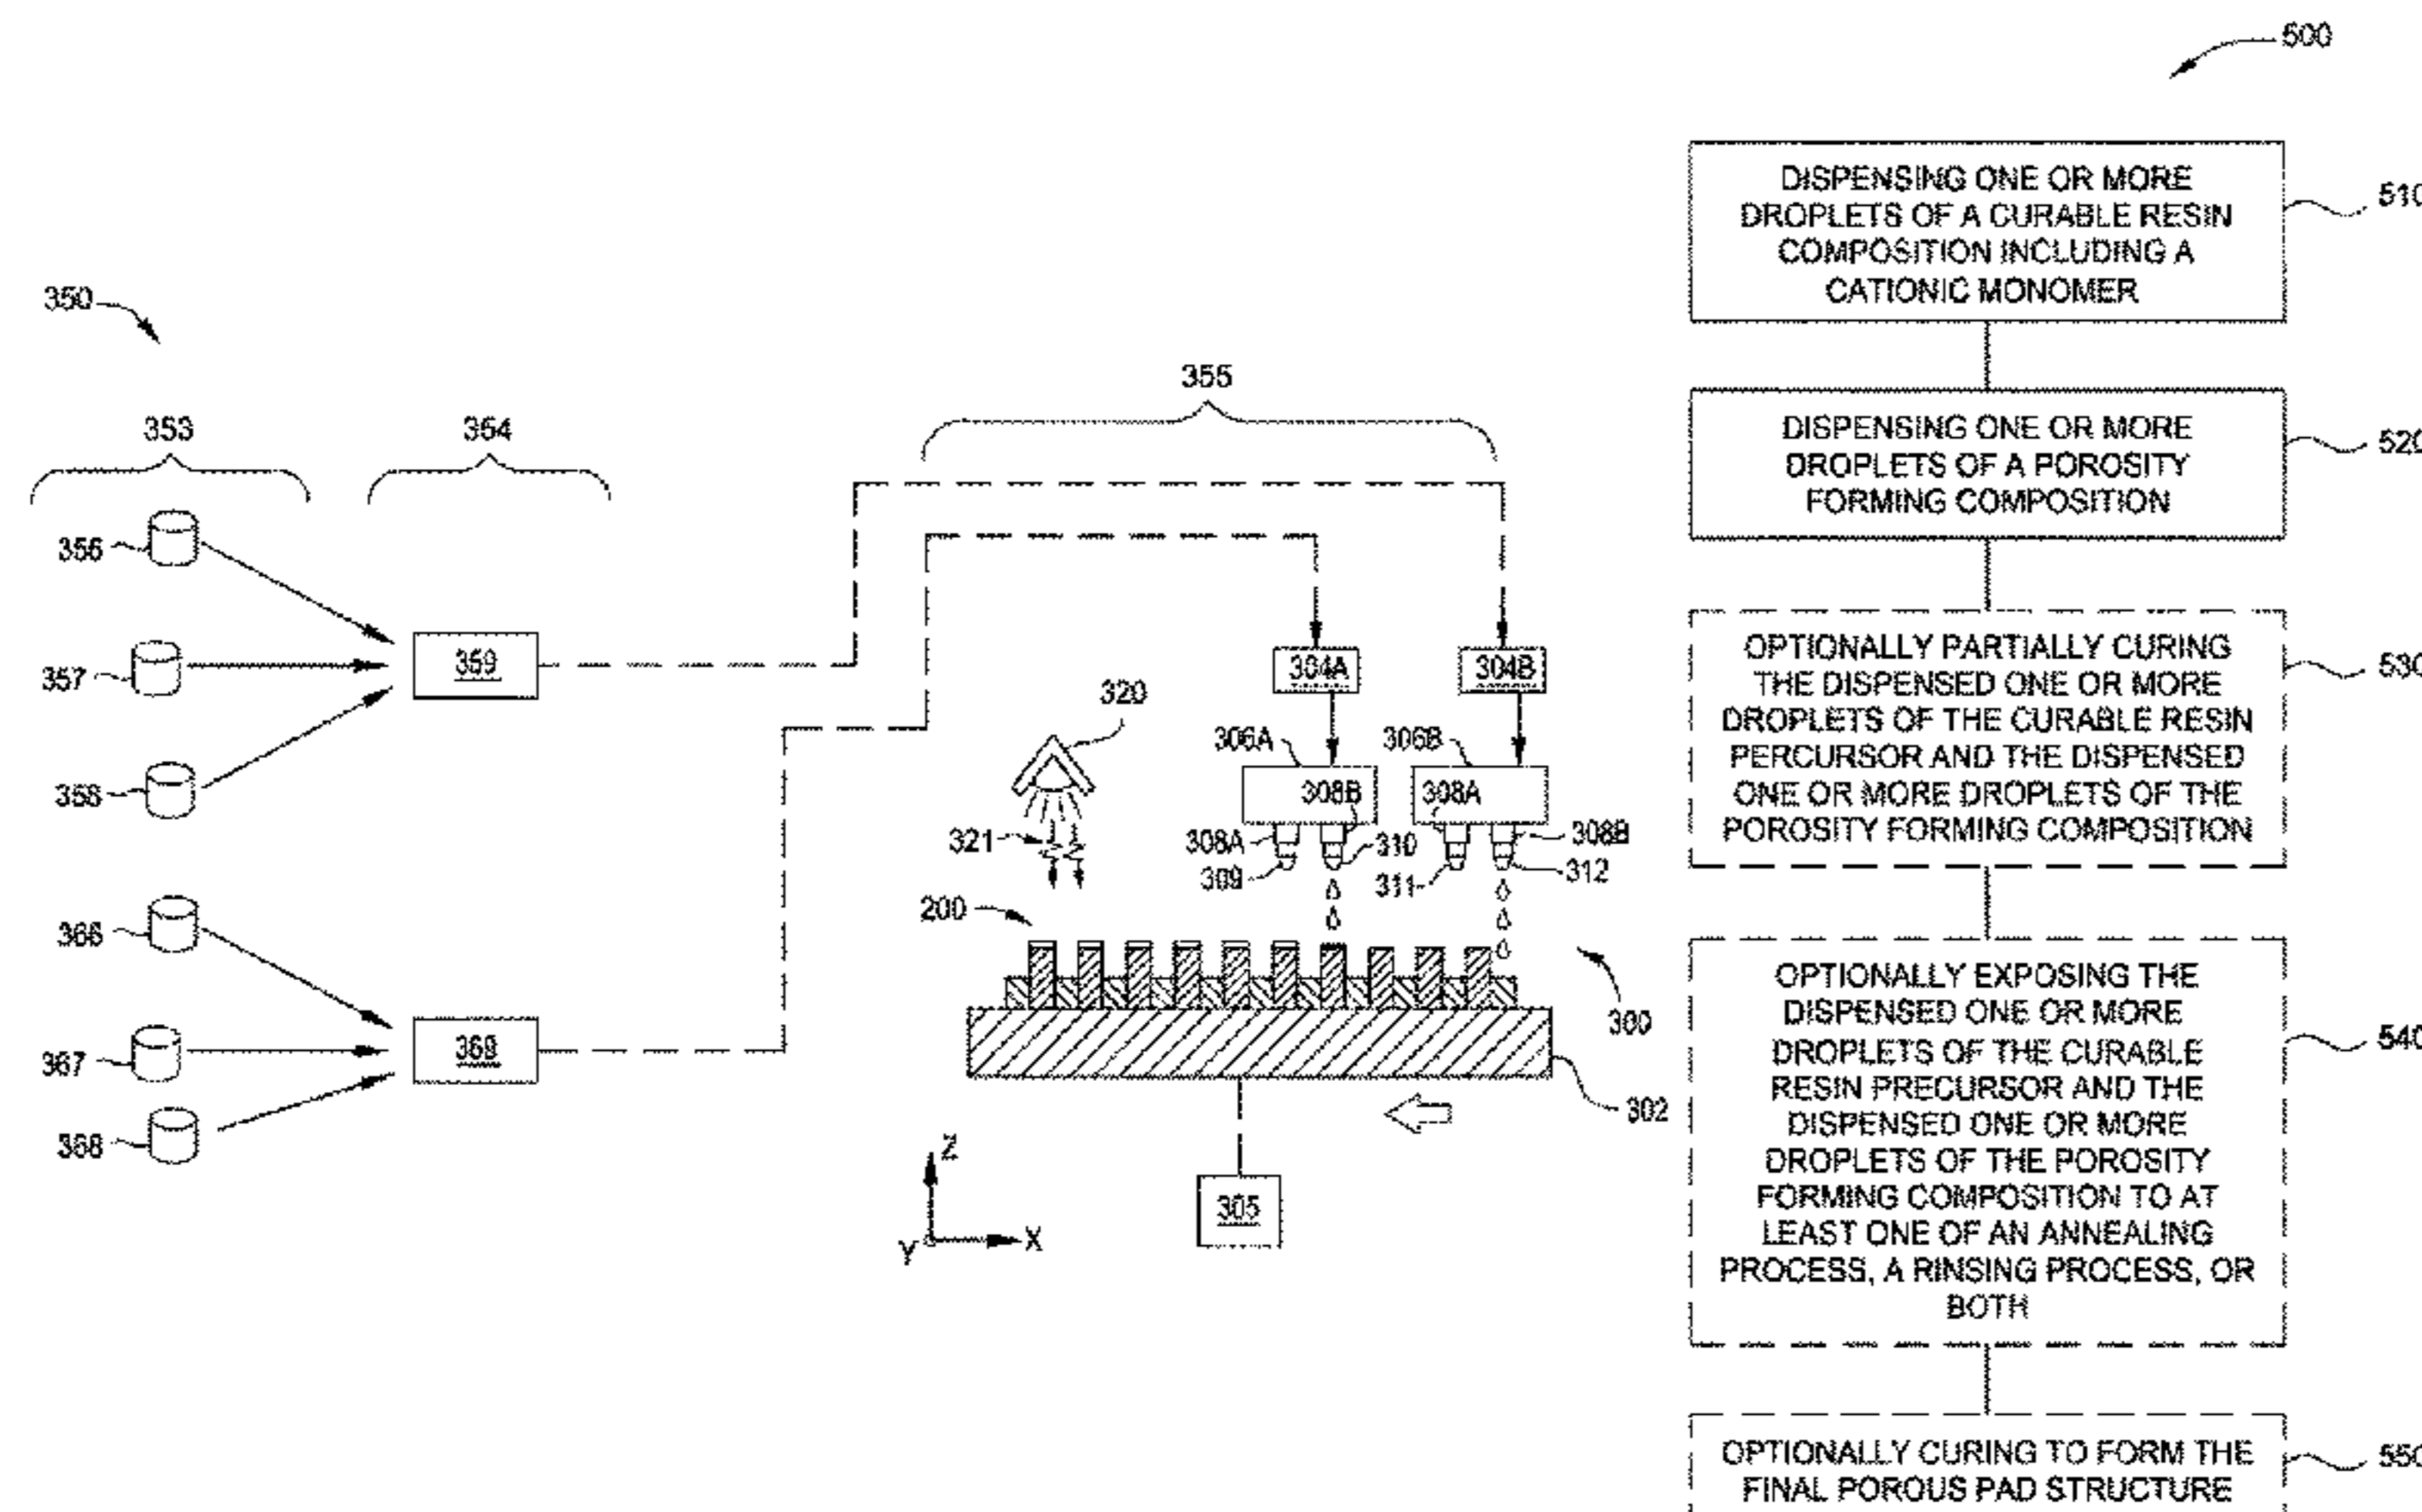 500
DISPENSING ONE OR MORE
DROPLETS OF A CURABLE RESIN
COMPOSITION INCLUDING A
CATIONIC MONOMER
510
DISPENSING ONE OR MORE
DROPLETS OF A POROSITY
FORMING COMPOSITION
520
OPTIONALLY PARTIALLY CURING
THE DISPENSED ONE OR MORE
DROPLETS OF THE CURABLE RESIN
PERCURSOR AND THE DISPENSED
ONE OR MORE DROPLETS OF THE
POROSITY FORMING COMPOSITION
530
OPTIONALLY EXPOSING THE
DISPENSED ONE OR MORE
DROPLETS OF THE CURABLE
RESIN PRECURSOR AND THE
DISPENSED ONE OR MORE
DROPLETS OF THE POROSITY
FORMING COMPOSITION TO AT
LEAST ONE OF AN ANNEALING
PROCESS, A RINSING PROCESS, OR
BOTH
540
OPTIONALLY CURING TO FORM THE
FINAL POROUS PAD STRUCTURE
550
350
353
354
355
356
357
358
359
366
367
368
369
304A
304B
320
306A
306B
308B
308A
321
308A
310
308B
309
311
312
200
300
302
305
Z
Y
X